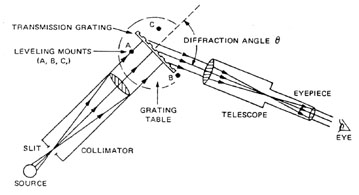 TRANSMISSION GRATING
C
LEVELING MOUNTS
(A, B, C,)
A
DIFFRACTION ANGLE θ
B
GRATING
TABLE
EYEPIECE
TELESCOPE
EYE
SLIT
COLLIMATOR
SOURCE